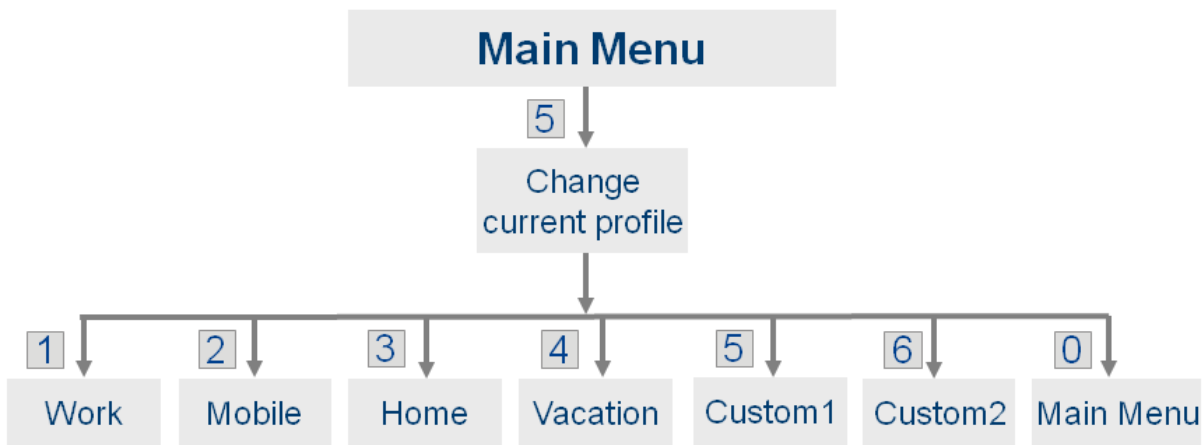 Main Menu
5
Change
current profile
1 2 3 4 5 6 0
Work Mobile Home Vacation Custom1 Custom2 Main Menu